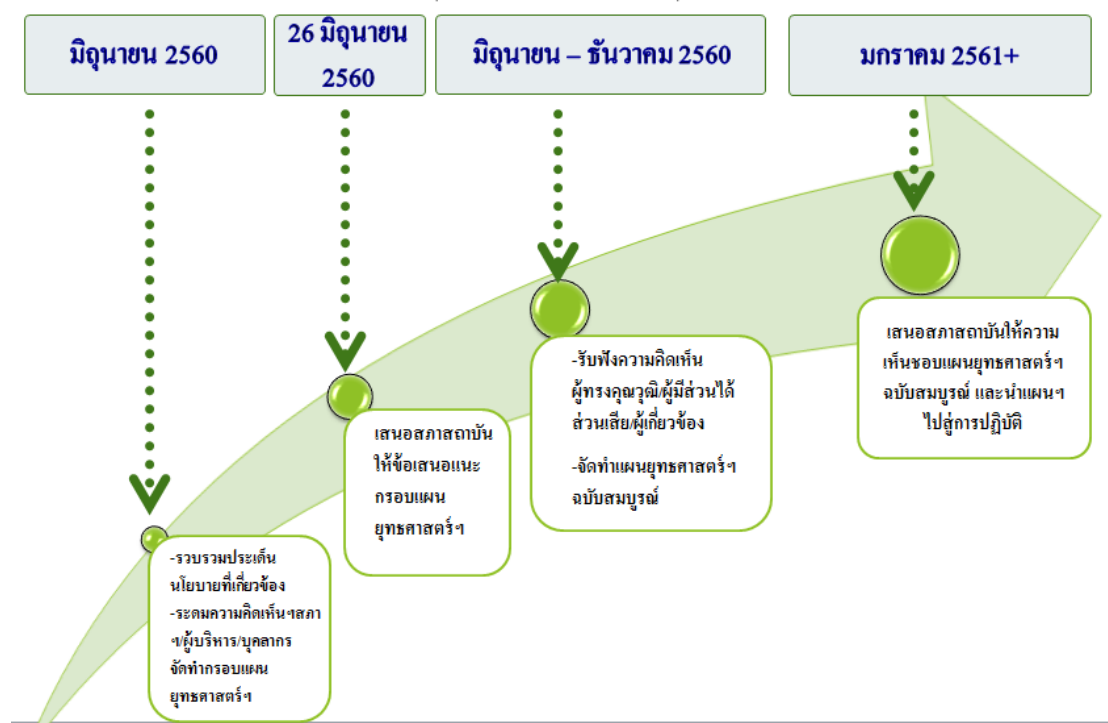 มิถุนายน 2560
26 มิถุนายน
2560
มิถุนายน – ธันวาคม 2560
มกราคม 2561+
-รวบรวมประเด็น
นโยบายที่เกี่ยวข้อง
-ระดมความคิดเห็นฯสภา
ฯ/ผู้บริหาร/บุคลากร
จัดทำกรอบแผน
ยุทธศาสตร์ฯ
เสนอสภาสถาบัน
ให้ข้อเสนอแนะ
กรอบแผน
ยุทธศาสตร์ฯ
-รับฟังความคิดเห็น
ผู้ทรงคุณวุฒิ/ผู้มีส่วนได้
ส่วนเสีย/ผู้เกี่ยวข้อง
-จัดทำแผนยุทธศาสตร์ฯ
ฉบับสมบูรณ์
เสนอสภาสถาบันให้ความ
เห็นชอบแผนยุทธศาสตร์ฯ
ฉบับสมบูรณ์ และนำแผนฯ
ไปสู่การปฏิบัติ